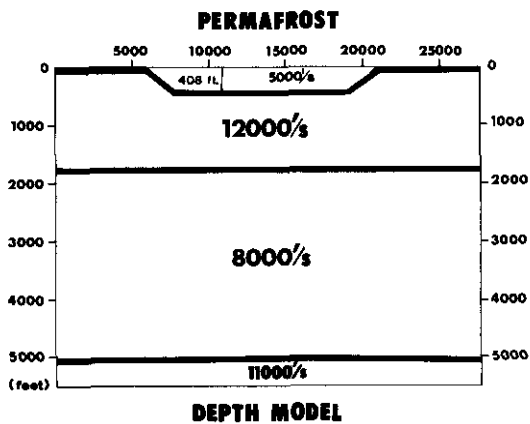 PERMAFROST
5000 10000 15000 20000 25000
0 408 ft. 5000'/s 0
12000'/s
1000 1000
2000 2000
8000'/s
3000 3000
4000 4000
5000 5000
(feet) 11000'/s
DEPTH MODEL